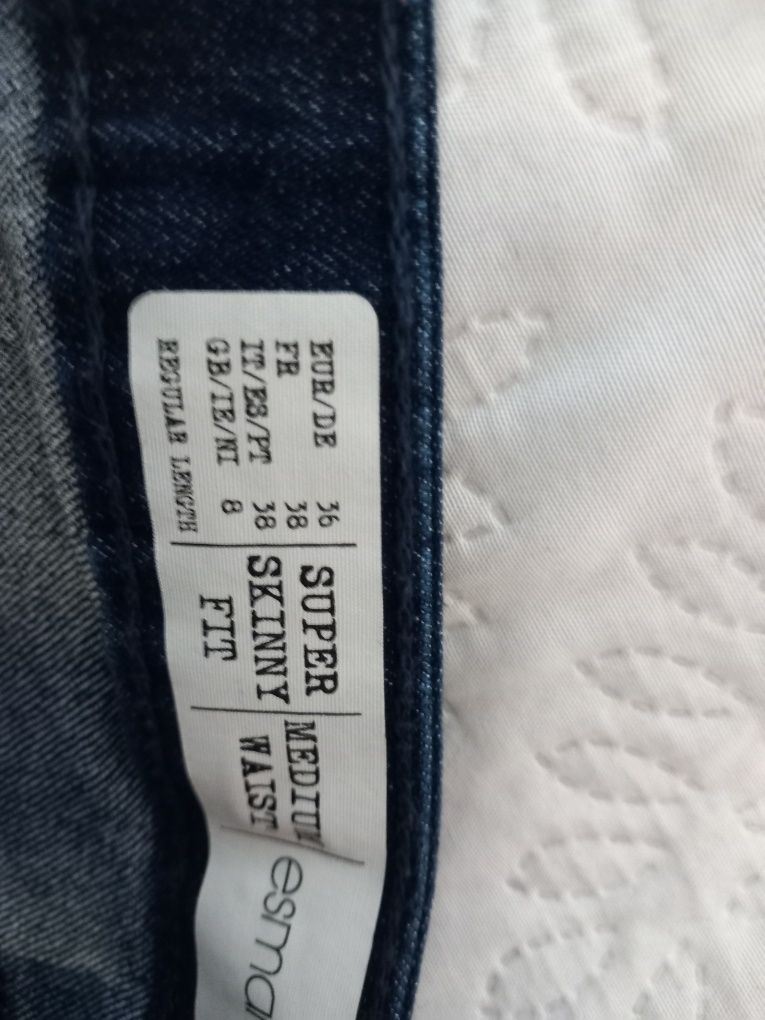 EUR/DE 36
FR 38
IT/ES/PT 38
GB/IE/NI 8
REGULAR LENGTH
SUPER
SKINNY
FIT
MEDIUM
WAIST
esma